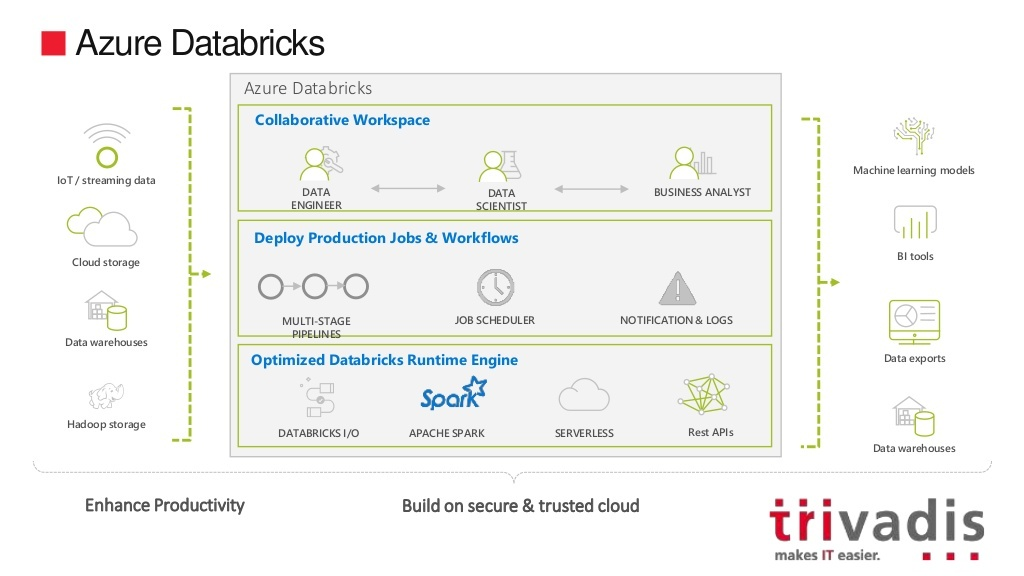 Azure Databricks
Azure Databricks
IoT / streaming data
Cloud storage
Data warehouses
Hadoop storage
Collaborative Workspace
DATA
ENGINEER
DATA
SCIENTIST
BUSINESS ANALYST
Deploy Production Jobs & Workflows
MULTI-STAGE
PIPELINES
JOB SCHEDULER
NOTIFICATION & LOGS
Optimized Databricks Runtime Engine
DATABRICKS I/O
Spark
APACHE SPARK
SERVERLESS
Rest APIs
Machine learning models
BI tools
Data exports
Data warehouses
Enhance Productivity
Build on secure & trusted cloud
trivadis
makes IT easier.